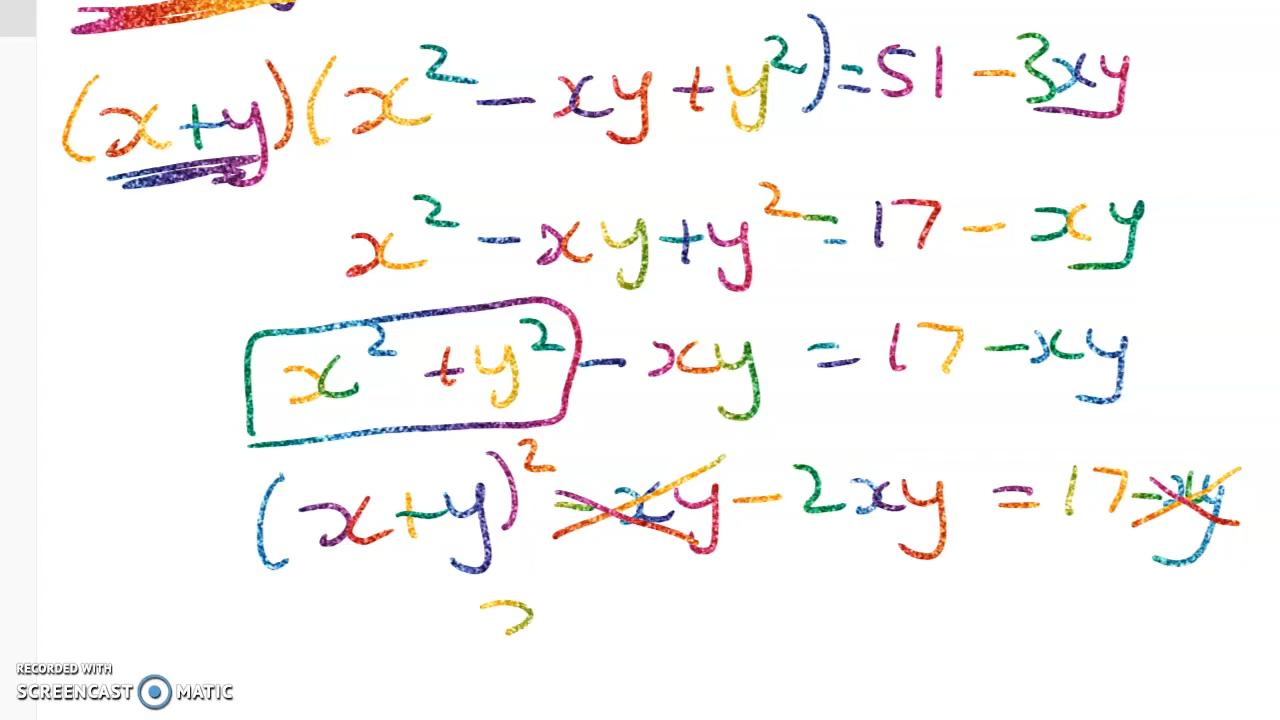 (x+y)(x² - xy + y²) = 51 - 3xy
x² - xy + y² = 17 - xy
x² + y² - xy = 17 - xy
(x+y)² - xy - 2xy = 17 - xy
RECORDED WITH
SCREENCAST MATIC